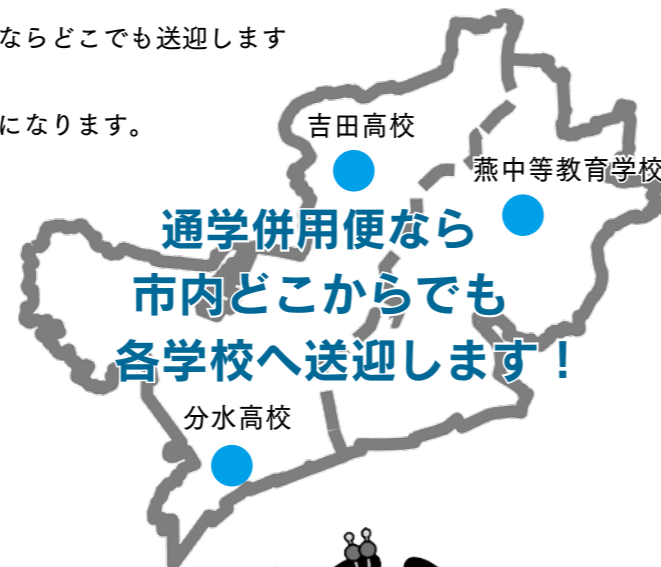 ならどこでも送迎します
になります。
吉田高校
燕中等教育学校
通学併用便なら
市内どこからでも
各学校へ送迎します！
分水高校